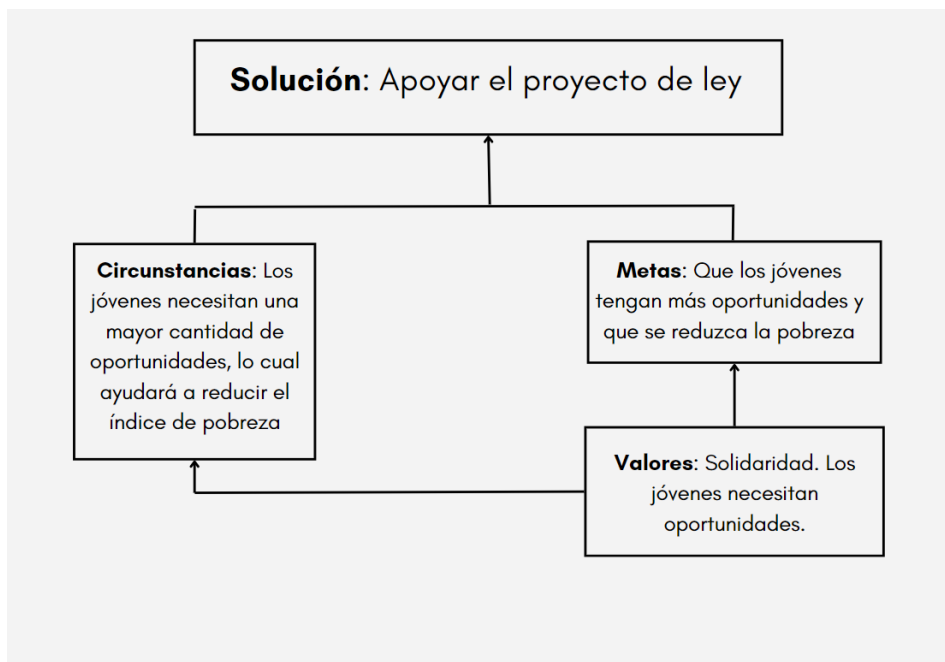 Solución: Apoyar el proyecto de ley
Circunstancias: Los
jóvenes necesitan una
mayor cantidad de
oportunidades, lo cual
ayudará a reducir el
índice de pobreza
Metas: Que los jóvenes
tengan más oportunidades y
que se reduzca la pobreza
Valores: Solidaridad. Los
jóvenes necesitan
oportunidades.